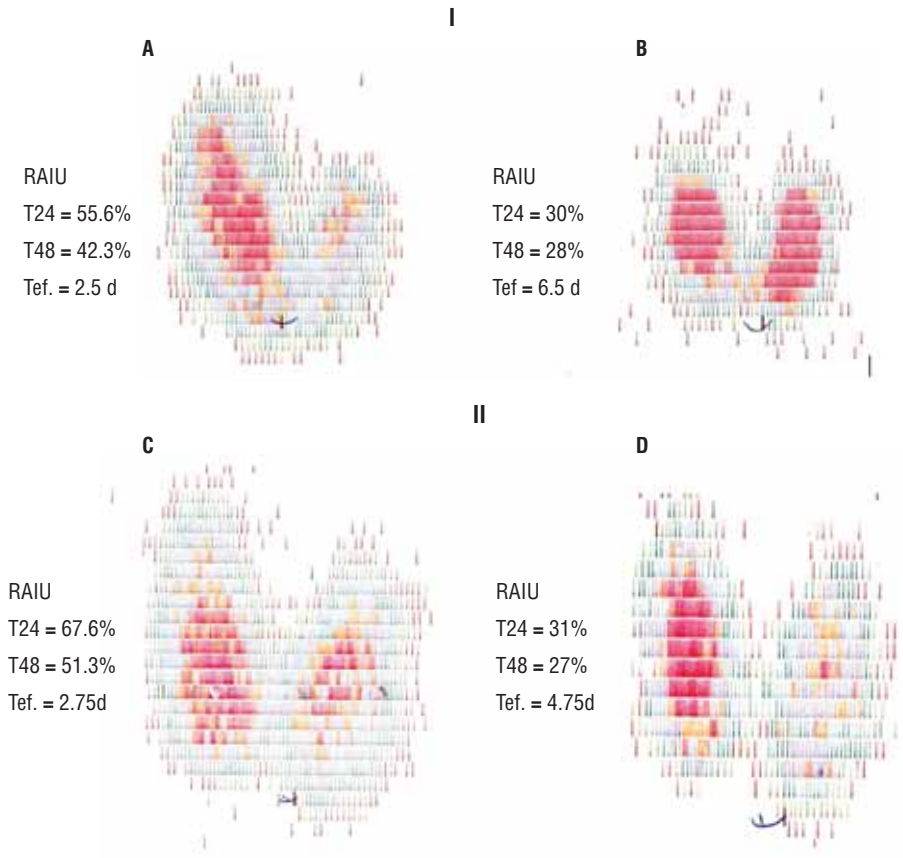 I
A
B
RAIU
T24 = 55.6%
T48 = 42.3%
Tef. = 2.5 d
RAIU
T24 = 30%
T48 = 28%
Tef = 6.5 d
II
C
D
RAIU
T24 = 67.6%
T48 = 51.3%
Tef. = 2.75d
RAIU
T24 = 31%
T48 = 27%
Tef. = 4.75d